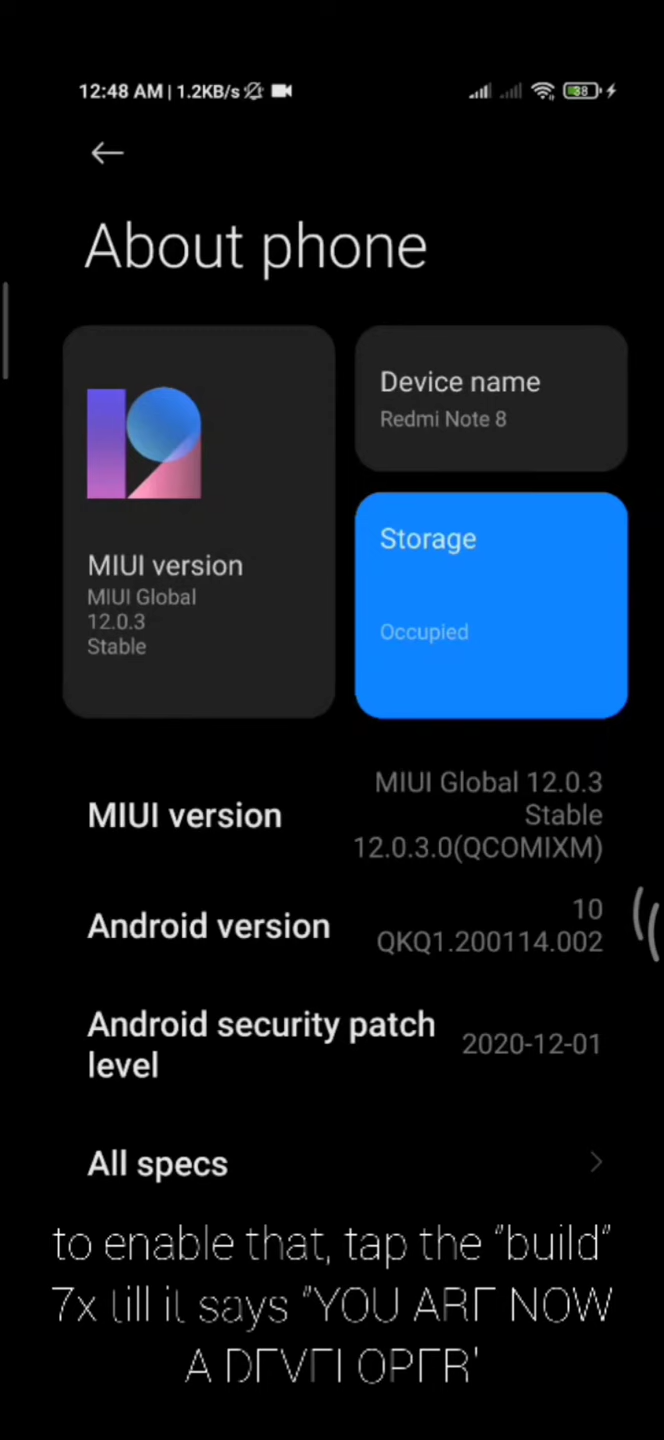 12:48 AM | 1.2KB/s
38
About phone
Device name
Redmi Note 8
Storage
Occupied
MIUI version
MIUI Global
12.0.3
Stable
MIUI version
MIUI Global 12.0.3
Stable
12.0.3.0(QCOMIXM)
Android version
10
QKQ1.200114.002
Android security patch
level
2020-12-01
All specs
to enable that, tap the "build"
7x till it says "YOU ARE NOW
A DEVELOPER'